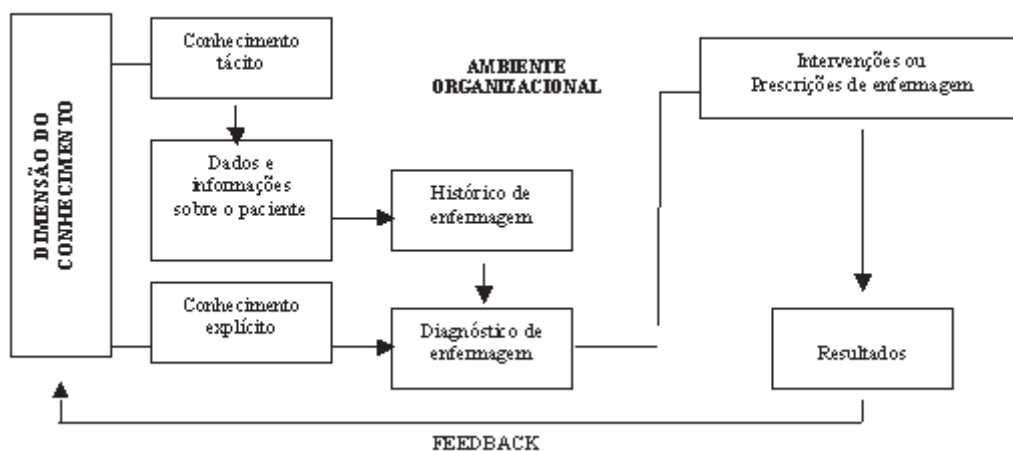 DIMENSÃO DO
CONHECIMENTO
Conhecimento
tácito
Dados e
informações
sobre o paciente
Conhecimento
explícito
AMBIENTE
ORGANIZACIONAL
Histórico de
enfermagem
Diagnóstico de
enfermagem
Intervenções ou
Prescrições de enfermagem
Resultados
FEEDBACK